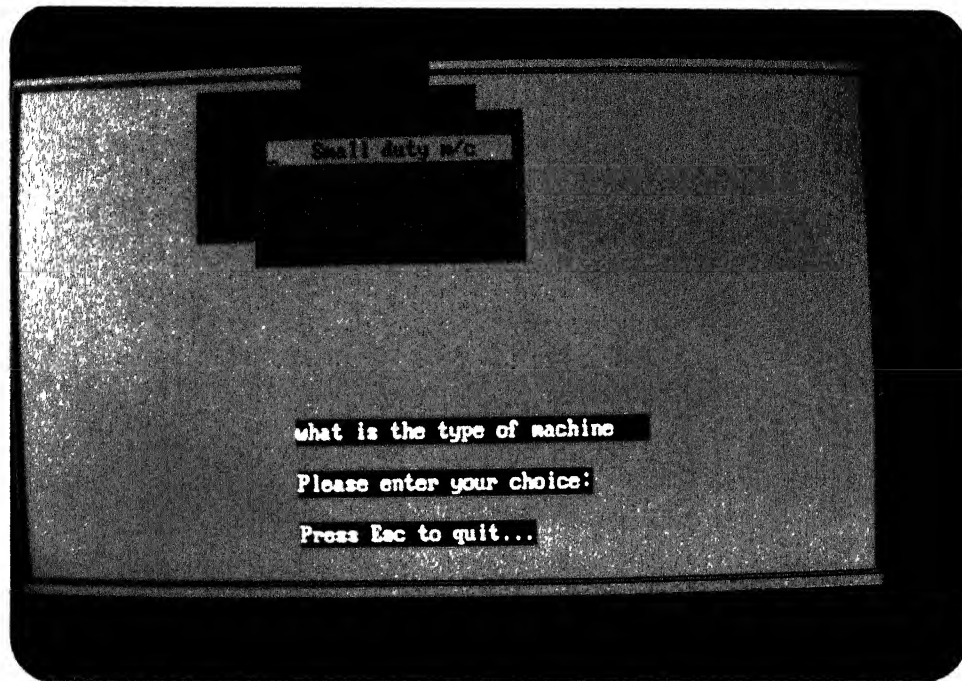 Small duty m/c
what is the type of machine
Please enter your choice:
Press Esc to quit...